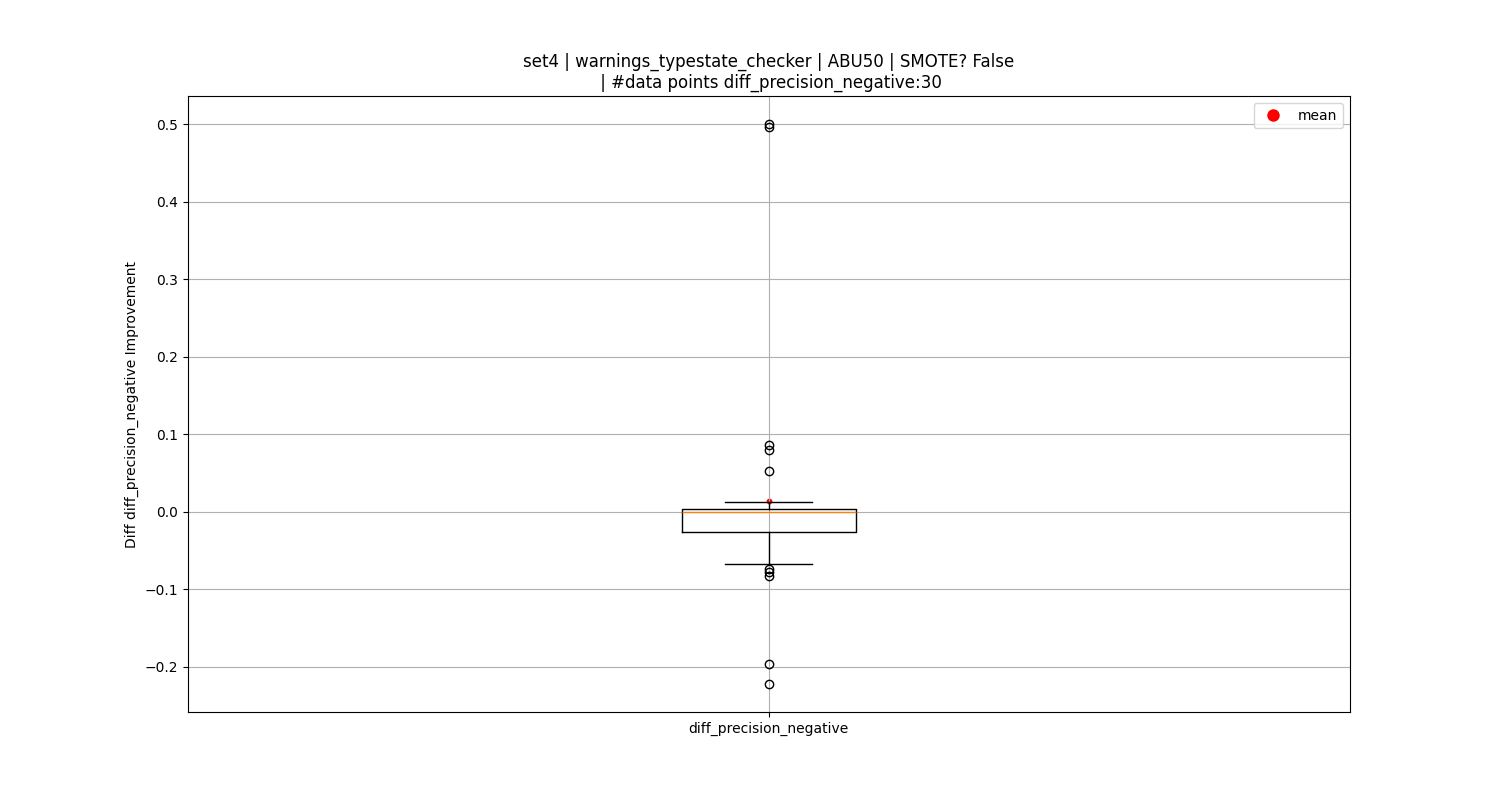 set4 | warnings_typestate_checker | ABU50 | SMOTE? False
| #data points diff_precision_negative:30
mean
0.5
0.4
0.3
0.2
0.1
0.0
−0.1
−0.2
Diff diff_precision_negative Improvement
diff_precision_negative